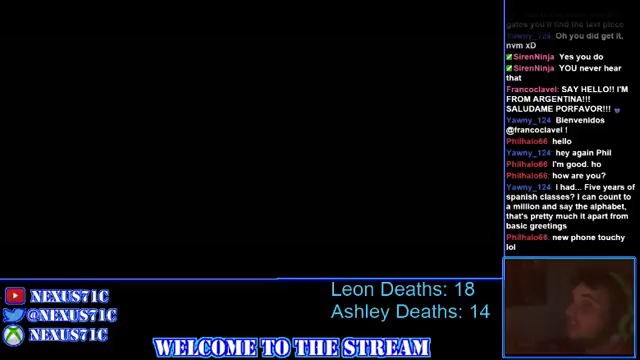 gates you'll find the last piece
Yawny_124: Oh you did get it,
nvm xD
SirenNinja: Yes you do
SirenNinja: YOU never hear
that
Francoclavel: SAY HELLO!! I'M
FROM ARGENTINA!!!
SALUDAME PORFAVOR!!!
Yawny_124: Bienvenidos
@francoclavel !
Philhalo66: hello
Yawny_124: hey again Phil
Philhalo66: I'm good. ho
Philhalo66: how are you?
Yawny_124: I had... Five years of
spanish classes? I can count to
a million and say the alphabet,
that's pretty much it apart from
basic greetings
Philhalo66: new phone touchy
lol
Leon Deaths: 18
Ashley Deaths: 14
NEXUS71C
@NEXUS71C
NEXUS71C
WELCOME TO THE STREAM